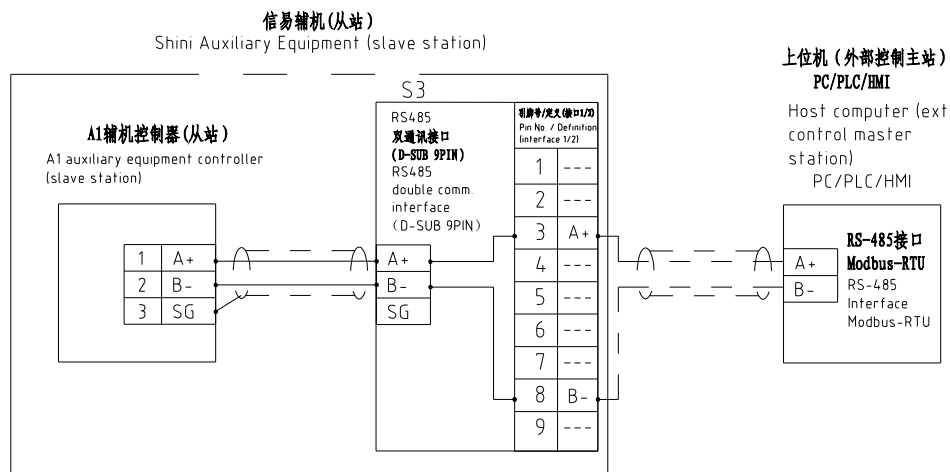 信易辅机(从站)
Shini Auxiliary Equipment (slave station)
上位机（外部控制主站）
PC/PLC/HMI
Host computer (ext
control master
station)
PC/PLC/HMI
A1辅机控制器(从站)
A1 auxiliary equipment controller
(slave station)
1 A+
2 B-
3 SG
S3
RS485
双通讯接口
(D-SUB 9PIN)
RS485
double comm.
interface
(D-SUB 9PIN)
A+
B-
SG
引脚号/定义(接口1/2)
Pin No. / Definition
(interface 1/2)
1 ---
2 ---
3 A+
4 ---
5 ---
6 ---
7 ---
8 B-
9 ---
A+
B-
RS-485接口
Modbus-RTU
RS-485
Interface
Modbus-RTU